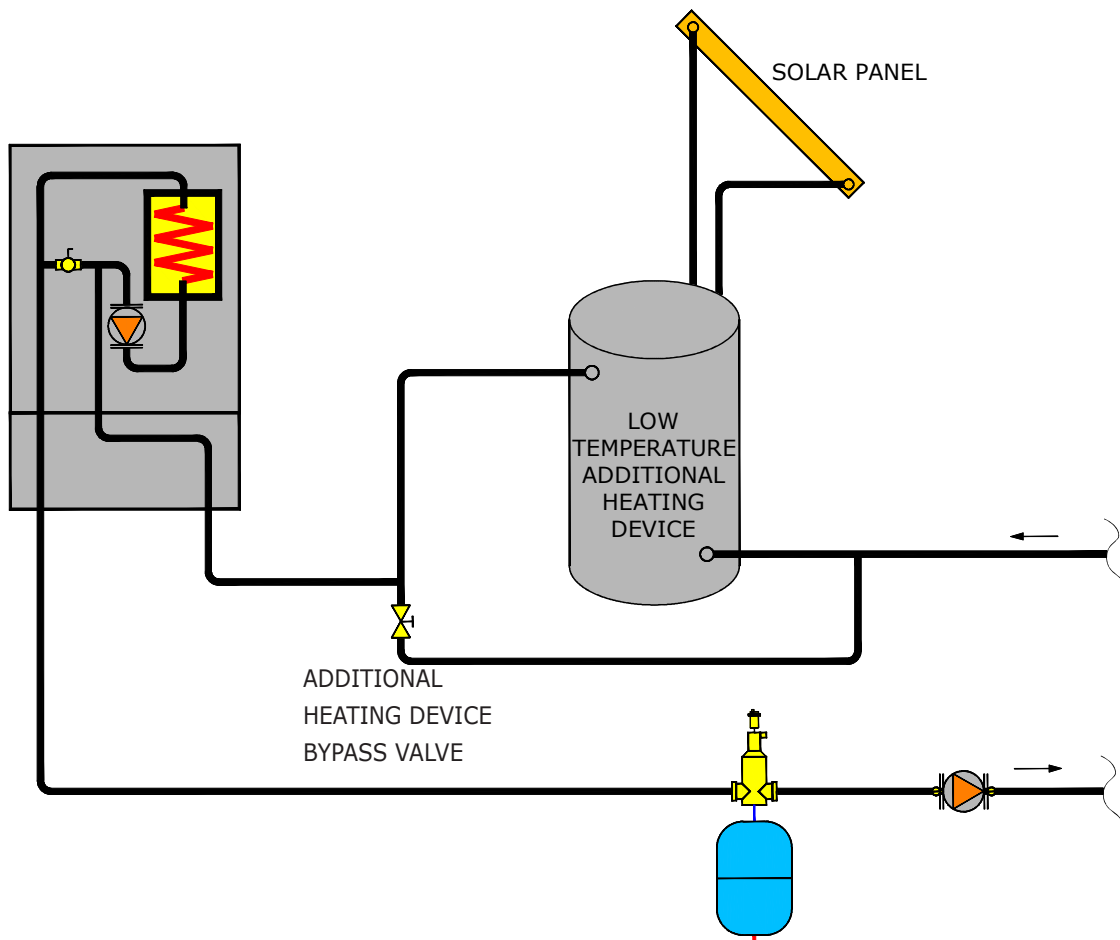 SOLAR PANEL
LOW
TEMPERATURE
ADDITIONAL
HEATING
DEVICE
ADDITIONAL
HEATING DEVICE
BYPASS VALVE